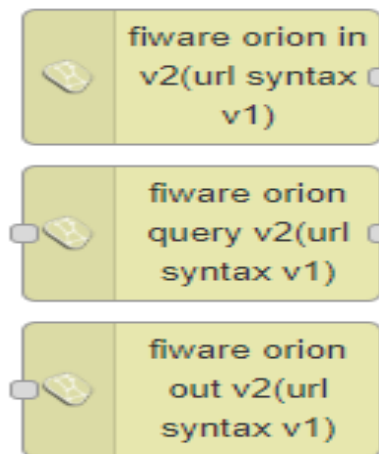 fiware orion in
v2(url syntax
v1)
fiware orion
query v2(url
syntax v1)
fiware orion
out v2(url
syntax v1)